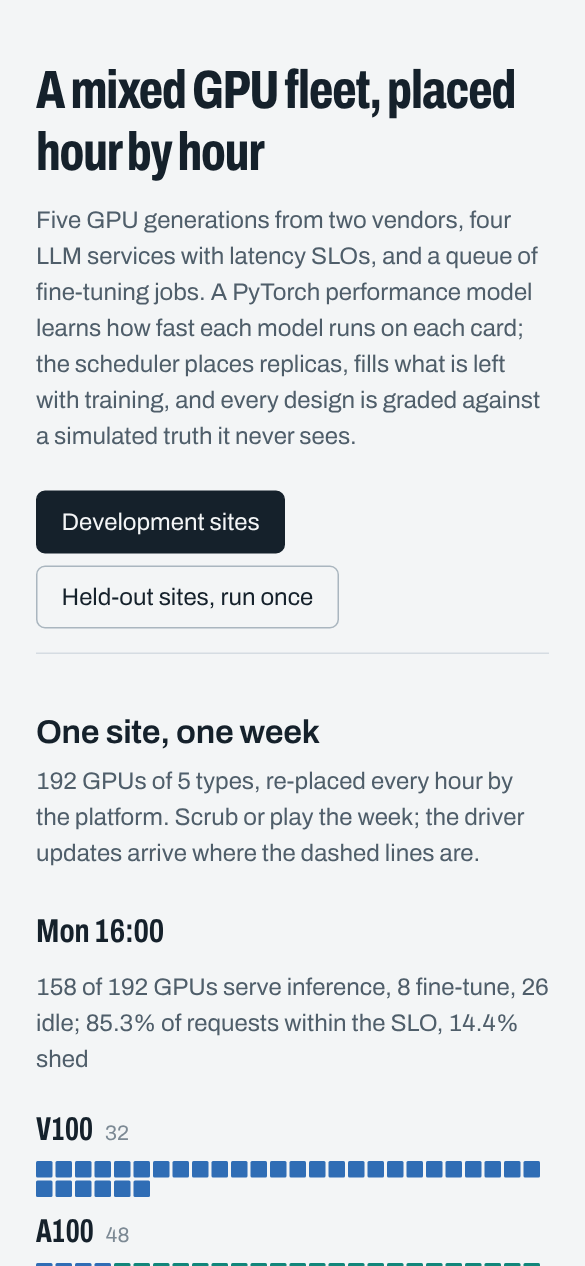 A mixed GPU fleet, placed
hour by hour
Five GPU generations from two vendors, four
LLM services with latency SLOs, and a queue of
fine-tuning jobs. A PyTorch performance model
learns how fast each model runs on each card;
the scheduler places replicas, fills what is left
with training, and every design is graded against
a simulated truth it never sees.
Development sites
Held-out sites, run once
One site, one week
192 GPUs of 5 types, re-placed every hour by
the platform. Scrub or play the week; the driver
updates arrive where the dashed lines are.
Mon 16:00
158 of 192 GPUs serve inference, 8 fine-tune, 26
idle; 85.3% of requests within the SLO, 14.4%
shed
V100 32
A100 48